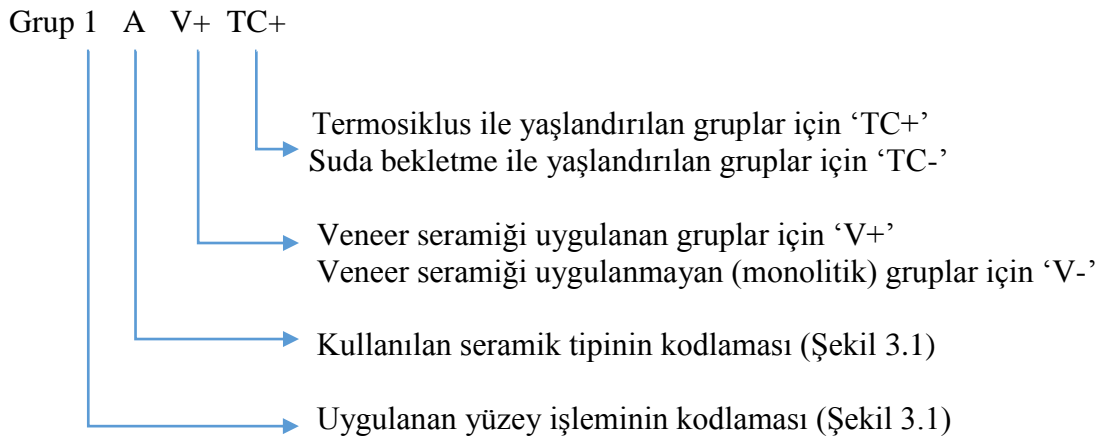 Grup 1 A V+ TC+
Termosiklus ile yaşlandırılan gruplar için ‘TC+’
Suda bekletme ile yaşlandırılan gruplar için ‘TC-’
Veneer seramiği uygulanan gruplar için ‘V+’
Veneer seramiği uygulanmayan (monolitik) gruplar için ‘V-’
Kullanılan seramik tipinin kodlaması (Şekil 3.1)
Uygulanan yüzey işleminin kodlaması (Şekil 3.1)